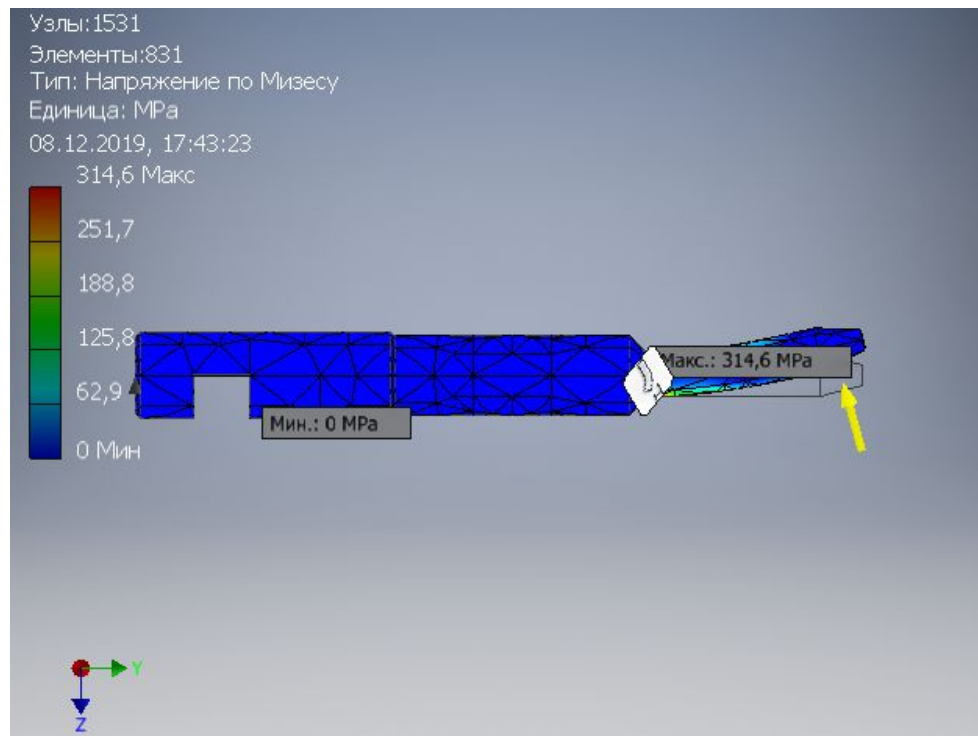 Узлы:1531
Элементы:831
Тип: Напряжение по Мизесу
Единица: MPa
08.12.2019, 17:43:23
314,6 Макс
251,7
188,8
125,8
62,9
0 Мин
Макс.: 314,6 MPa
Мин.: 0 MPa
Y
Z